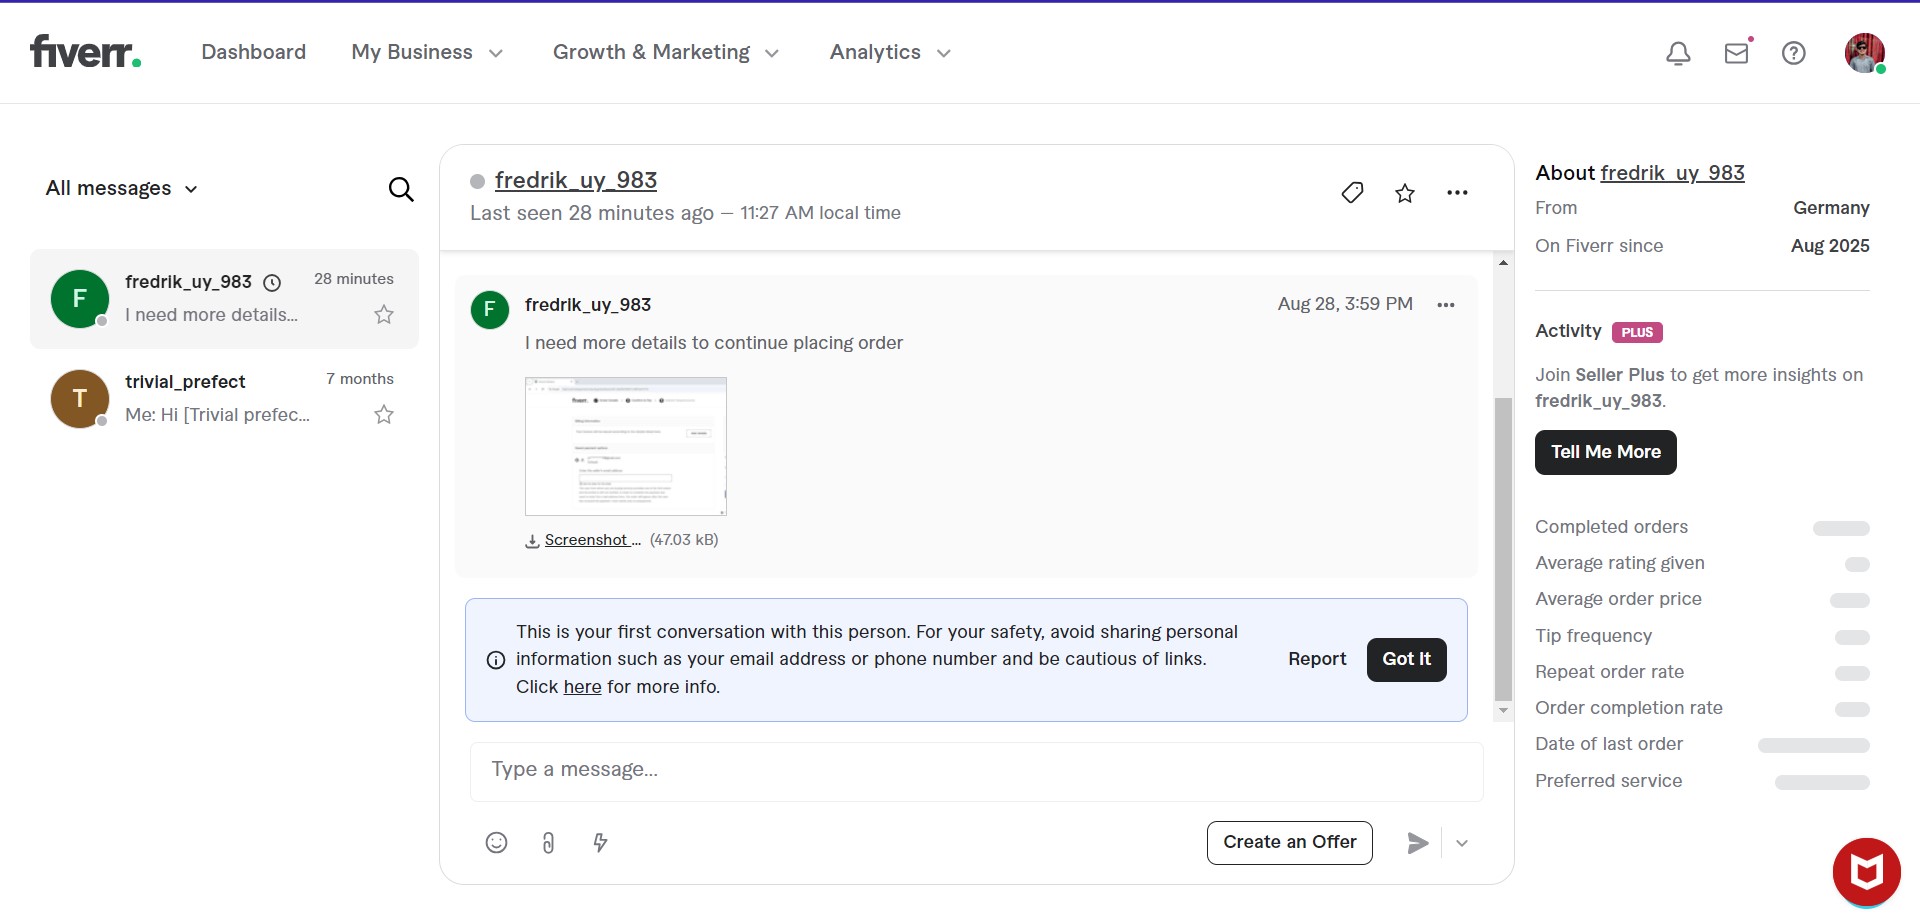 fiverr.
Dashboard
My Business
Growth & Marketing
Analytics
All messages
fredrik_uy_983
28 minutes
I need more details...
trivial_prefect
7 months
Me: Hi [Trivial prefec...
fredrik_uy_983
Last seen 28 minutes ago – 11:27 AM local time
F
F
T
fredrik_uy_983
Aug 28, 3:59 PM
I need more details to continue placing order
fiverr.
Screenshot ... (47.03 kB)
This is your first conversation with this person. For your safety, avoid sharing personal
information such as your email address or phone number and be cautious of links.
Click here for more info.
Report
Got It
Type a message...
Create an Offer
About fredrik_uy_983
From
Germany
On Fiverr since
Aug 2025
Activity PLUS
Join Seller Plus to get more insights on
fredrik_uy_983.
Tell Me More
Completed orders
Average rating given
Average order price
Tip frequency
Repeat order rate
Order completion rate
Date of last order
Preferred service